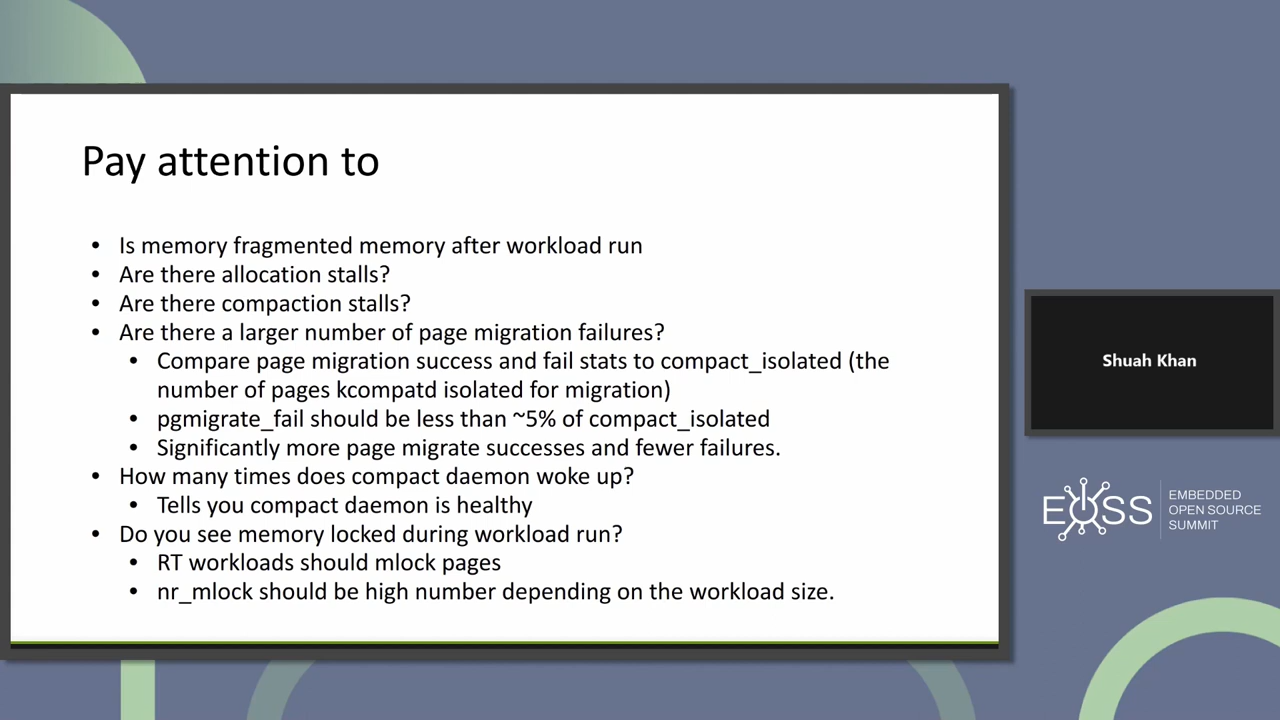 Pay attention to
• Is memory fragmented memory after workload run
• Are there allocation stalls?
• Are there compaction stalls?
• Are there a larger number of page migration failures?
• Compare page migration success and fail stats to compact_isolated (the
number of pages kcompatd isolated for migration)
• pgmigrate_fail should be less than ~5% of compact_isolated
• Significantly more page migrate successes and fewer failures.
• How many times does compact daemon woke up?
• Tells you compact daemon is healthy
• Do you see memory locked during workload run?
• RT workloads should mlock pages
• nr_mlock should be high number depending on the workload size.
Shuah Khan
EOSS
EMBEDDED
OPEN SOURCE
SUMMIT